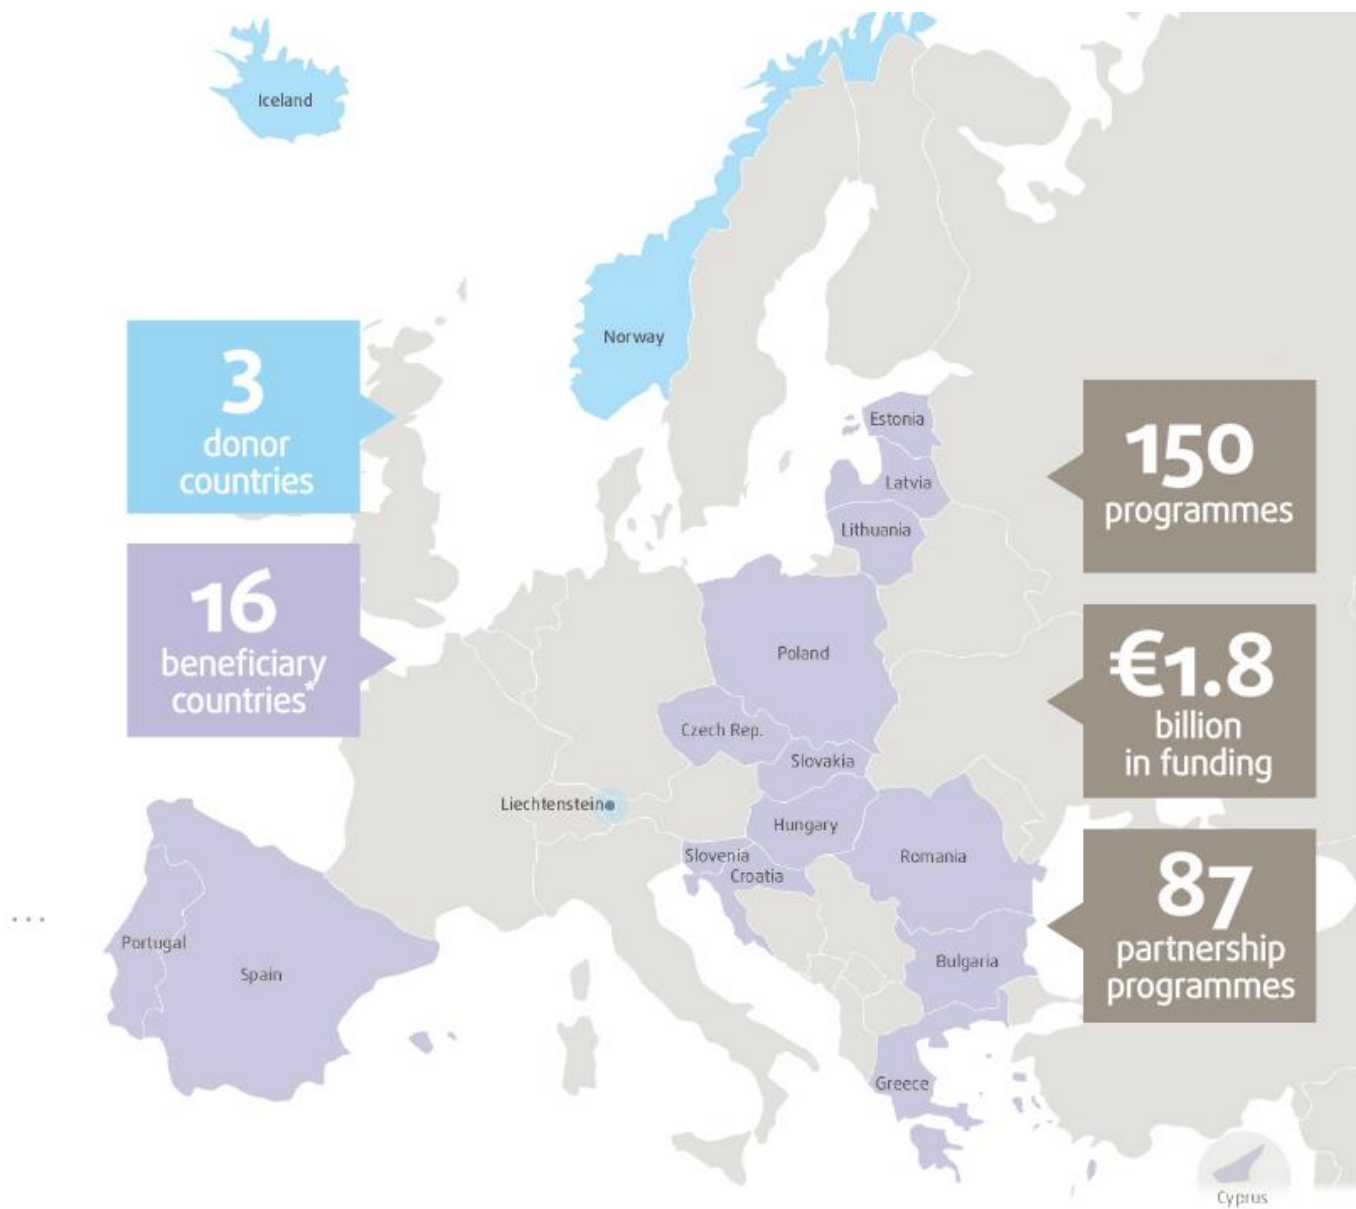 Iceland
Norway
3
donor
countries
16
beneficiary
countries*
Estonia
Latvia
Lithuania
150
programmes
Poland
€1.8
billion
in funding
Czech Rep.
Slovakia
Liechtenstein
Hungary
Slovenia
Croatia
Romania
87
partnership
programmes
...
Portugal
Spain
Bulgaria
Greece
Cyprus